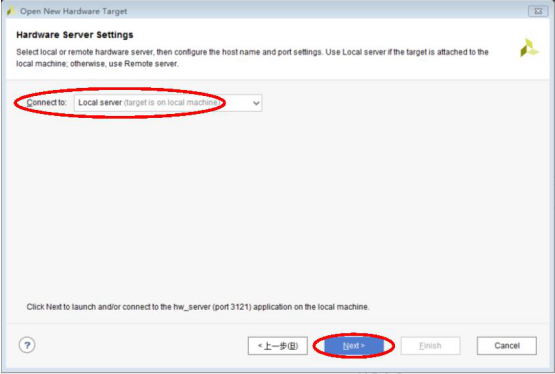 Open New Hardware Target
Hardware Server Settings
Select local or remote hardware server, then configure the host name and port settings. Use Local server if the target is attached to the
local machine; otherwise, use Remote server.
Connect to: Local server (target is on local machine)
Click Next to launch and/or connect to the hw_server (port 3121) application on the local machine.
?
<上一步(B)
Next >
Finish
Cancel